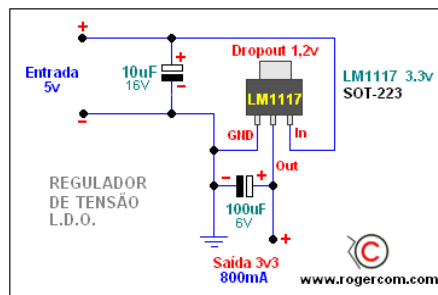 +
Dropout 1,2v
Entrada
5v
10uF
16V
+
-
LM1117
LM1117 3.3v
SOT-223
-
GND
In
Out
REGULADOR
DE TENSÃO
L.D.O.
- +
100uF
6V
+
Saída 3v3
800mA
C
www.rogercom.com